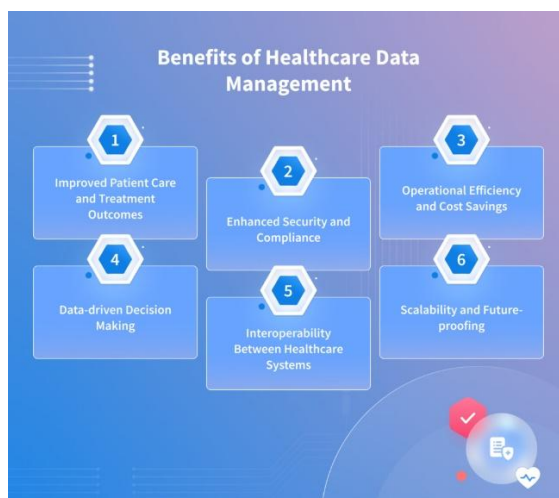 Benefits of Healthcare Data
Management
1
Improved Patient Care
and Treatment
Outcomes
2
Enhanced Security and
Compliance
3
Operational Efficiency
and Cost Savings
4
Data-driven Decision
Making
5
Interoperability
Between Healthcare
Systems
6
Scalability and Future-
proofing